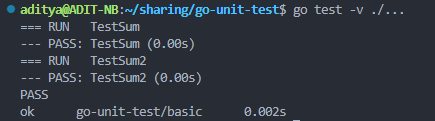 aditya@ADIT-NB:~/sharing/go-unit-test$ go test -v ./...
=== RUN   TestSum
--- PASS: TestSum (0.00s)
=== RUN   TestSum2
--- PASS: TestSum2 (0.00s)
PASS
ok      go-unit-test/basic      0.002s